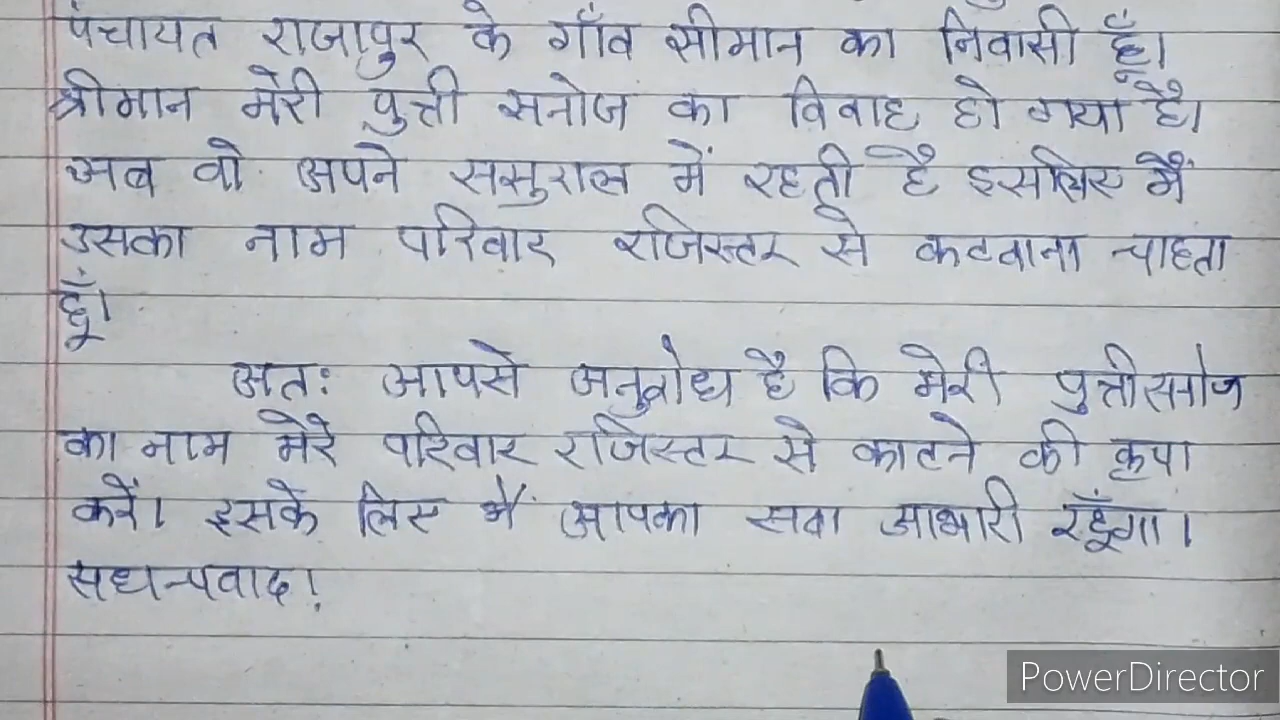 पंचायत राजापुर के गाँव सीमान का निवासी हूँ।
श्रीमान मेरी पुत्री सनोज का विवाह हो गया है।
अब वो अपने ससुराल में रहती है इसलिए मैं
उसका नाम परिवार रजिस्टर से कटवाना चाहता
हूँ।
अतः आपसे अनुरोध है कि मेरी पुत्री सनोज
का नाम मेरे परिवार रजिस्टर से काटने की कृपा
करें। इसके लिए मैं आपका सदा आभारी रहूँगा।
सधन्यवाद!
PowerDirector